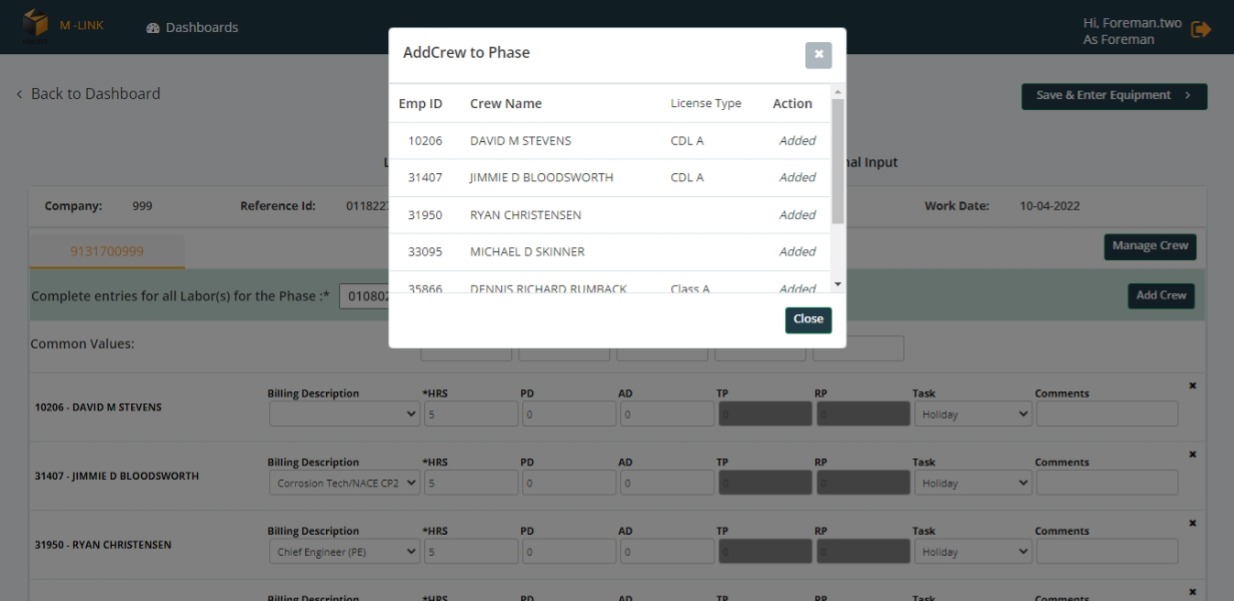 M -LINK
Dashboards
Hi, Foreman.two
As Foreman
AddCrew to Phase
Emp ID Crew Name License Type Action
10206 DAVID M STEVENS CDL A Added
31407 JIMMIE D BLOODSWORTH CDL A Added
31950 RYAN CHRISTENSEN Added
33095 MICHAEL D SKINNER Added
35866 DENNIS RICHARD RUMBACK Class A Added
Close
< Back to Dashboard
Save & Enter Equipment >
nal Input
Company: 999 Reference Id: 011822 Work Date: 10-04-2022
9131700999
Manage Crew
Complete entries for all Labor(s) for the Phase :* 01080
Add Crew
Common Values:
Billing Description *HRS PD AD TP RP Task Comments
10206 - DAVID M STEVENS 5 0 0 0 0 Holiday
Billing Description *HRS PD AD TP RP Task Comments
31407 - JIMMIE D BLOODSWORTH Corrosion Tech/NACE CP2 5 0 0 0 0 Holiday
Billing Description *HRS PD AD TP RP Task Comments
31950 - RYAN CHRISTENSEN Chief Engineer (PE) 5 0 0 0 0 Holiday
Billing Description *HRS PD AD TP RP Task Comments